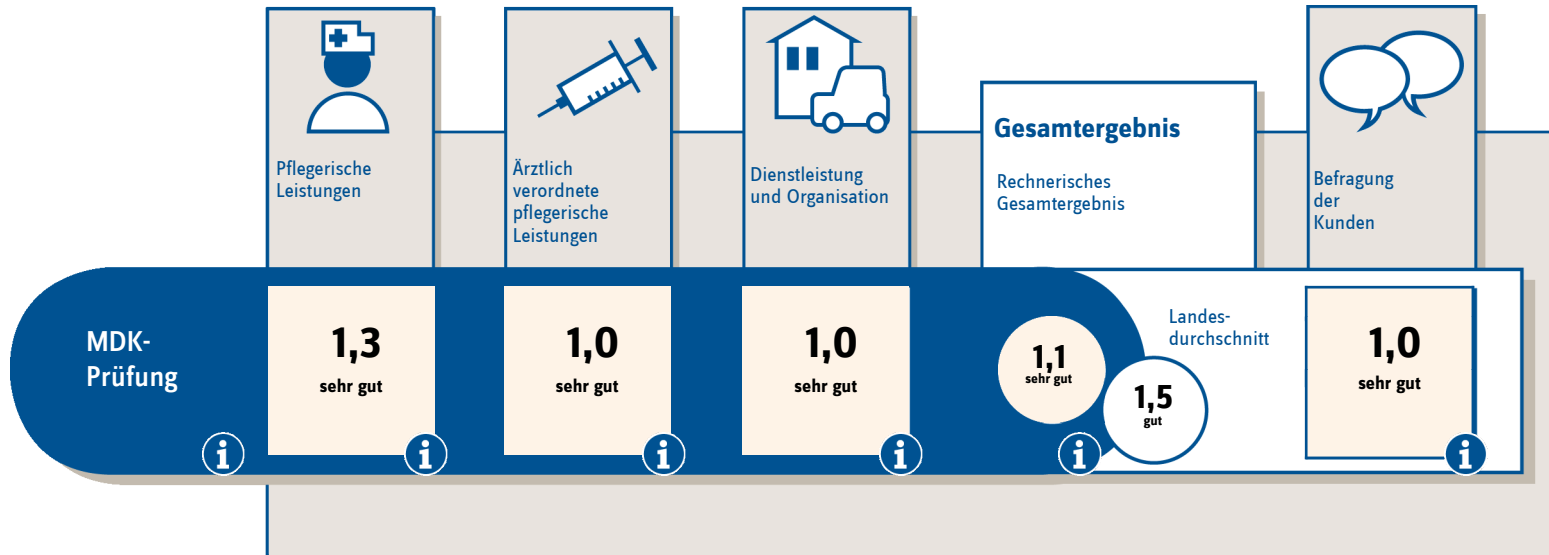 Pflegerische
Leistungen
Ärztlich
verordnete
pflegerische
Leistungen
Dienstleistung
und Organisation
Gesamtergebnis
Rechnerisches
Gesamtergebnis
Befragung
der
Kunden
MDK-
Prüfung
1,3
sehr gut
1,0
sehr gut
1,0
sehr gut
1,1
sehr gut
Landes-
durchschnitt
1,5
gut
1,0
sehr gut
i
i
i
i
i
i